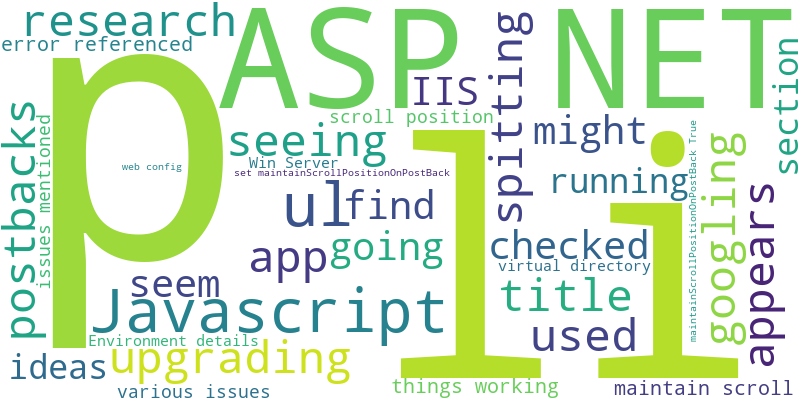 research
ASP NET
error referenced
p
IIS
spitting
section
scroll position
might
seeing
postbacks
issues mentioned
Win Server
web config
set maintainScrollPositionOnPostBack
maintainScrollPositionOnPostBack True
googling
running
ul
find
li
appears
app
going
checked
virtual directory
seem
Javascript
title
used
Environment details
upgrading
ideas
various issues
things working
maintain scroll